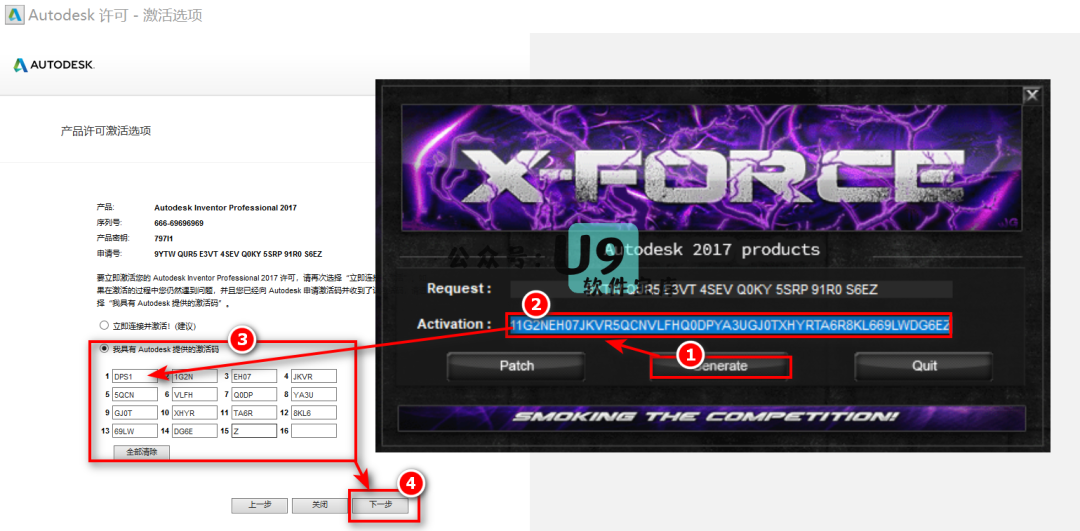 Autodesk 许可 - 激活选项
AUTODESK.
产品许可激活选项
产品: Autodesk Inventor Professional 2017
序列号: 666-69696969
产品密钥: 797I1
申请号: 9YTW QUR5 E3VT 4SEV Q0KY 5SRP 91R0 S6EZ
要立即激活您的 Autodesk Inventor Professional 2017 许可，请再次选择“立即连
果在激活的过程中您仍然遇到问题，并且您已经向 Autodesk 申请激活码并收到了
择“我具有 Autodesk 提供的激活码”。
立即连接并激活! (建议)
我具有 Autodesk 提供的激活码
1 DPS1 1G2N 3 EH07 4 JKVR
5 5QCN 6 VLFH 7 Q0DP 8 YA3U
9 GJ0T 10 XHYR 11 TA6R 12 8KL6
13 69LW 14 DG6E 15 Z 16
全部清除
上一步 关闭 下一步
X-FORCE
公众号:
U9
Autodesk 2017 products
Request : QUR5 E3VT 4SEV Q0KY 5SRP 91R0 S6EZ
Activation : 11G2NEH07JKVR5QCNVLFHQ0DPYA3UGJ0TXHYRTA6R8KL669LWDG6EZ
Patch Generate Quit
SMOKING THE COMPETITION!
1
2
3
4